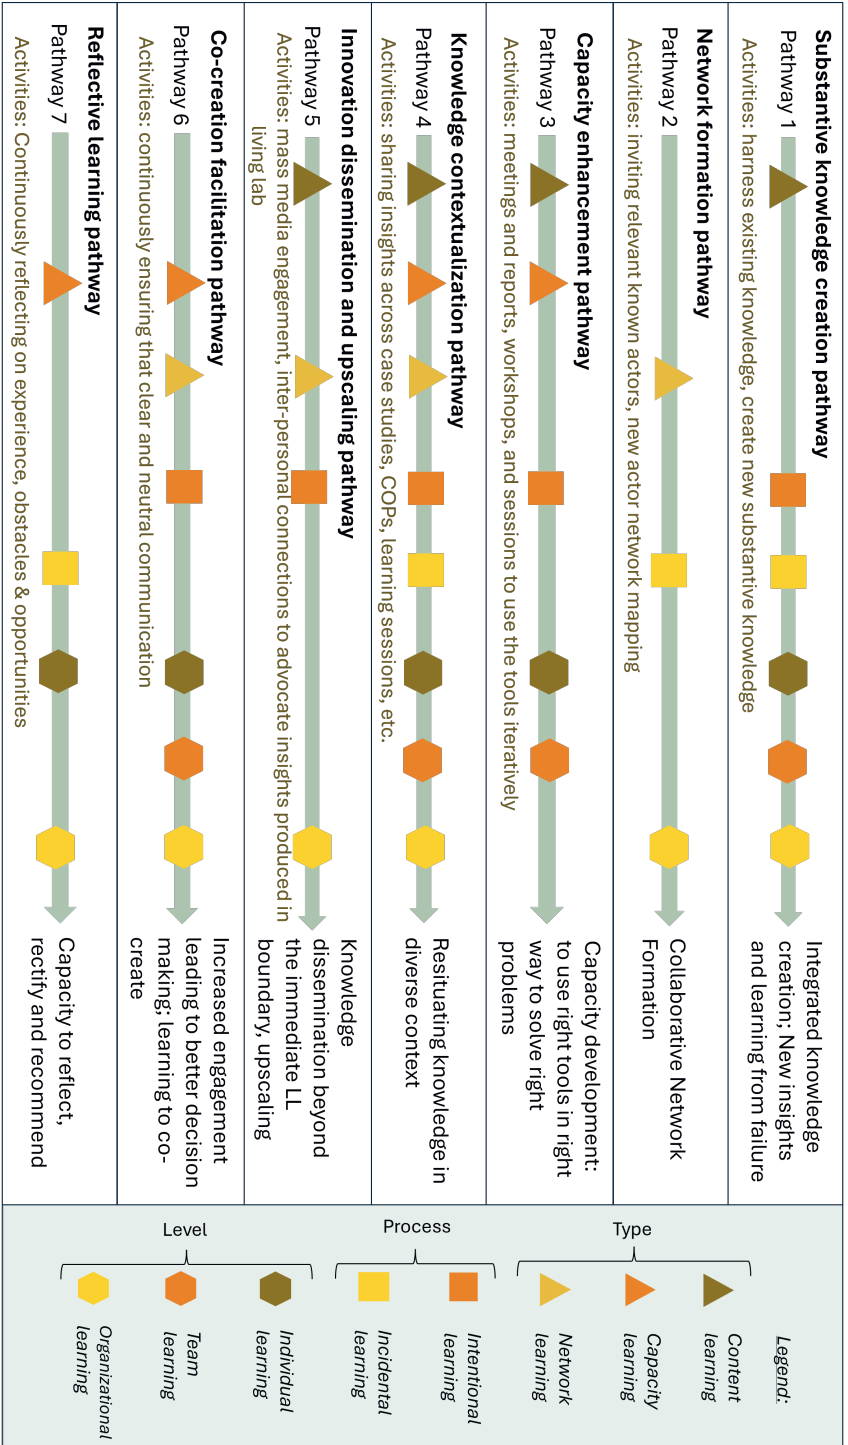 Substantive knowledge creation pathway
Pathway 1
Activities: harness existing knowledge, create new substantive knowledge
Integrated knowledge
creation; New insights
and learning from failure
Network formation pathway
Pathway 2
Activities: inviting relevant known actors, new actor network mapping
Collaborative Network
Formation
Capacity enhancement pathway
Pathway 3
Activities: meetings and reports, workshops, and sessions to use the tools iteratively
Capacity development:
to use right tools in right
way to solve right
problems
Knowledge contextualization pathway
Pathway 4
Activities: sharing insights across case studies, COPs, learning sessions, etc.
Resituating knowledge in
diverse context
Innovation dissemination and upscaling pathway
Pathway 5
Activities: mass media engagement, inter-personal connections to advocate insights produced in
living lab
Knowledge
dissemination beyond
the immediate LL
boundary, upscaling
Co-creation facilitation pathway
Pathway 6
Activities: continuously ensuring that clear and neutral communication
Increased engagement
leading to better decision
making; learning to co-
create
Reflective learning pathway
Pathway 7
Activities: Continuously reflecting on experience, obstacles & opportunities
Capacity to reflect,
rectify and recommend
Legend:
Type
Content
learning
Capacity
learning
Network
learning
Process
Intentional
learning
Incidental
learning
Level
Individual
learning
Team
learning
Organizational
learning